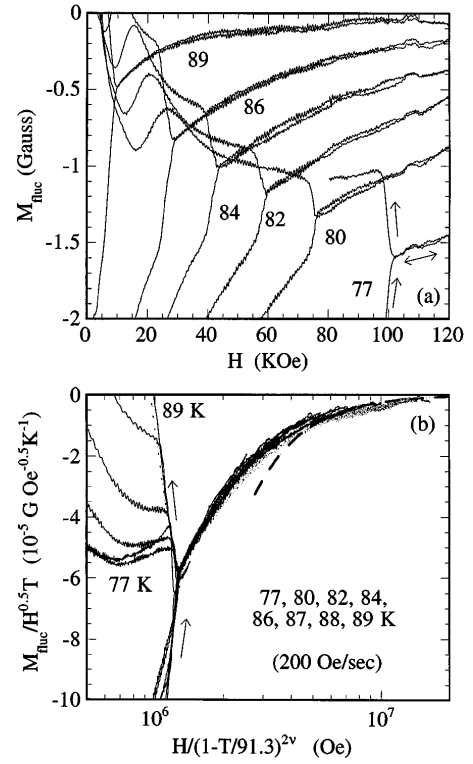 0
-0.5
-1
-1.5
-2
M_fluc (Gauss)
89
86
84
82
80
77
(a)
0 20 40 60 80 100 120
H (KOe)
0
-2
-4
-6
-8
-10
M_fluc/H^0.5T (10^-5 G Oe^-0.5K^-1)
89 K
(b)
77 K
77, 80, 82, 84,
86, 87, 88, 89 K
(200 Oe/sec)
10^6 10^7
H/(1-T/91.3)^2ν (Oe)